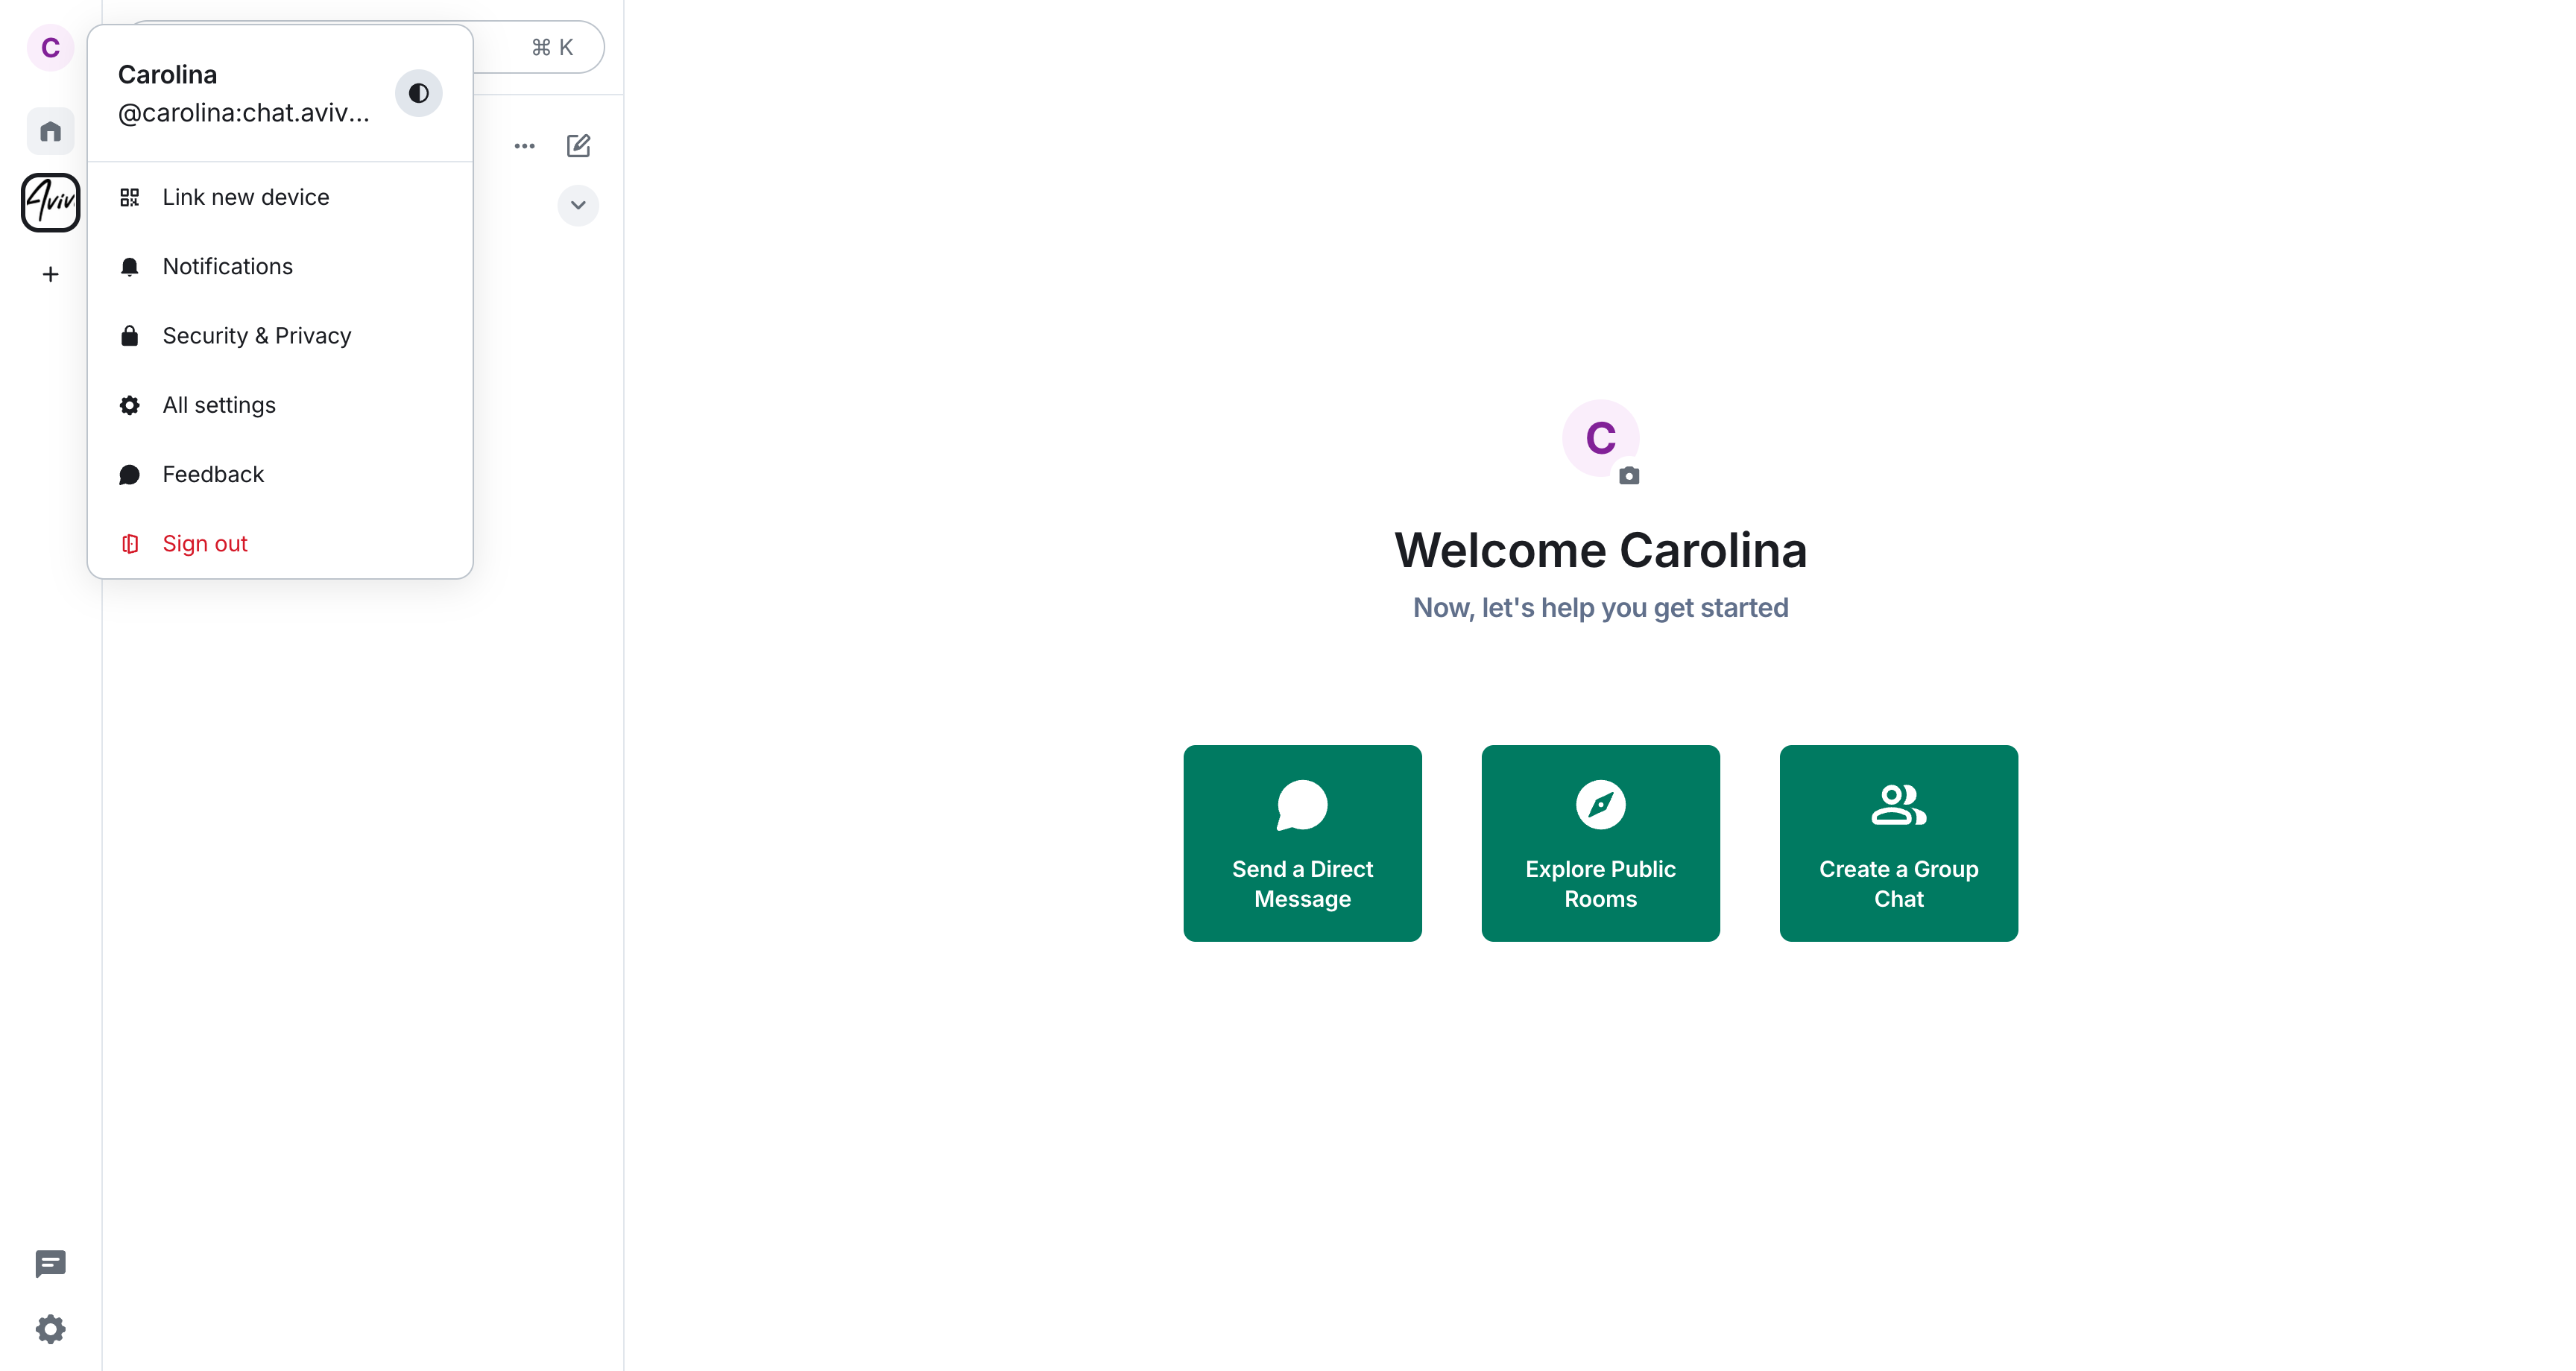 C
⌘ K
Carolina
@carolina:chat.aviv...
Aviv
Link new device
Notifications
Security & Privacy
All settings
Feedback
Sign out
C
Welcome Carolina
Now, let's help you get started
Send a Direct
Message
Explore Public
Rooms
Create a Group
Chat